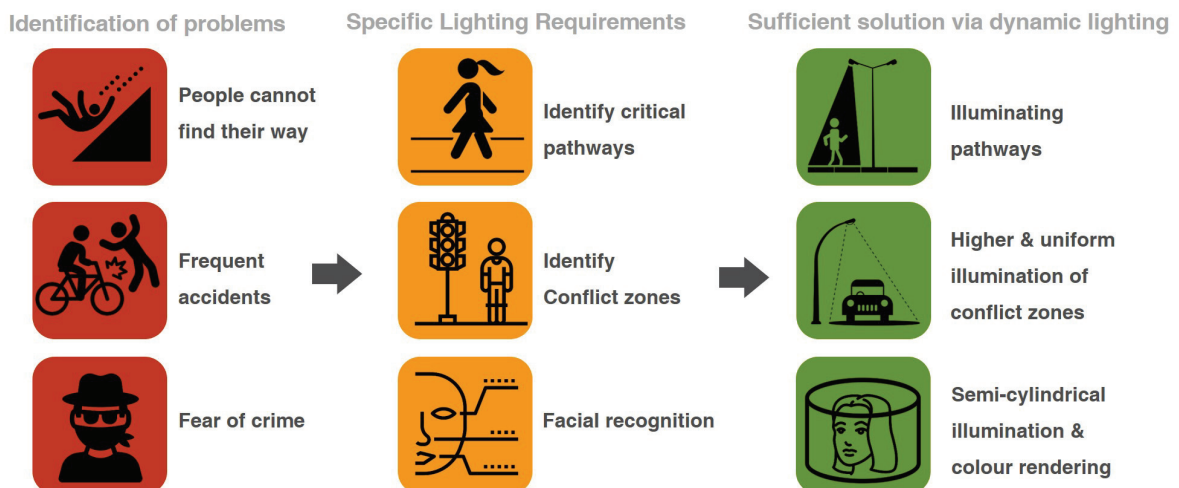 Identification of problems
Specific Lighting Requirements
Sufficient solution via dynamic lighting
People cannot
find their way
Identify critical
pathways
Illuminating
pathways
Frequent
accidents
Identify
Conflict zones
Higher & uniform
illumination of
conflict zones
Fear of crime
Facial recognition
Semi-cylindrical
illumination &
colour rendering